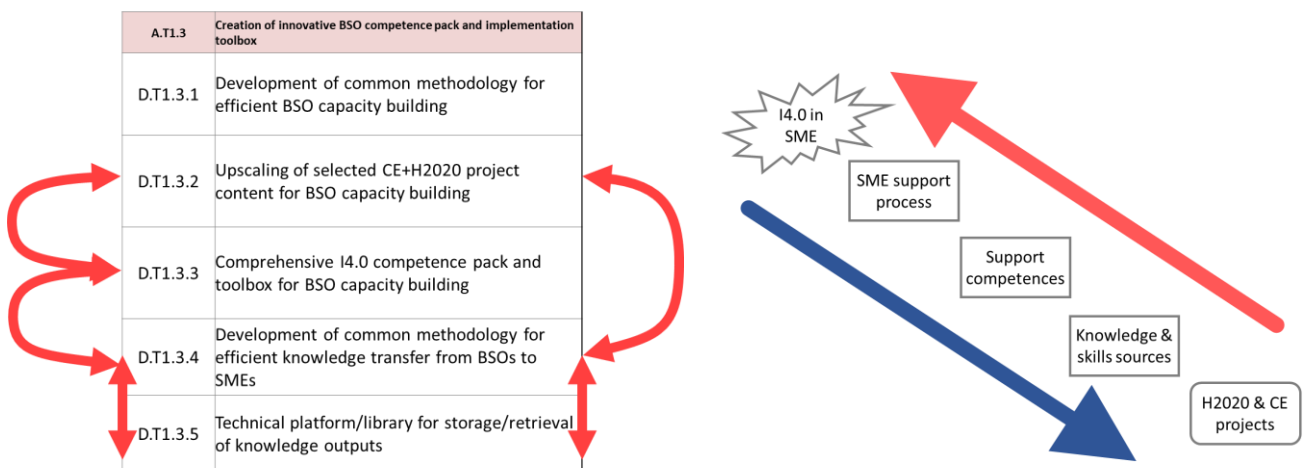 A.T1.3
Creation of innovative BSO competence pack and implementation
toolbox
D.T1.3.1
Development of common methodology for
efficient BSO capacity building
D.T1.3.2
Upscaling of selected CE+H2020 project
content for BSO capacity building
D.T1.3.3
Comprehensive I4.0 competence pack and
toolbox for BSO capacity building
D.T1.3.4
Development of common methodology for
efficient knowledge transfer from BSOs to
SMEs
D.T1.3.5
Technical platform/library for storage/retrieval
of knowledge outputs
I4.0 in
SME
SME support
process
Support
competences
Knowledge &
skills sources
H2020 & CE
projects